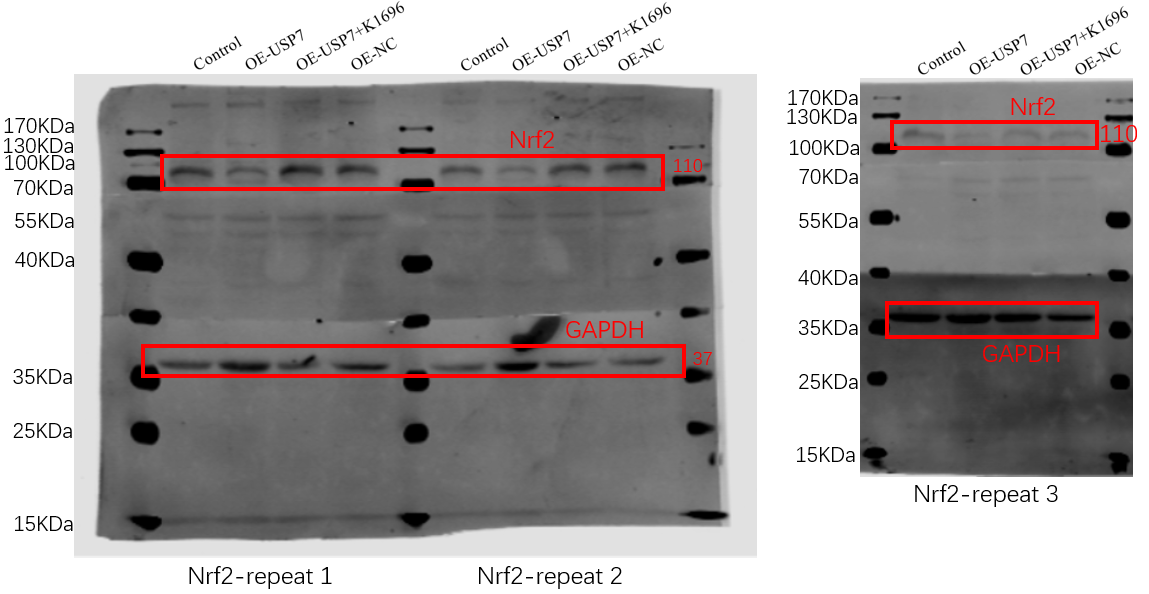 Control OE-USP7 OE-USP7+K1696 OE-NC
Control OE-USP7 OE-USP7+K1696 OE-NC
170KDa
130KDa
100KDa
70KDa
55KDa
40KDa
35KDa
25KDa
15KDa
Nrf2
110
GAPDH
37
Nrf2-repeat 1
Nrf2-repeat 2
Control OE-USP7 OE-USP7+K1696 OE-NC
170KDa
130KDa
100KDa
70KDa
55KDa
40KDa
35KDa
25KDa
15KDa
Nrf2
110
GAPDH
Nrf2-repeat 3